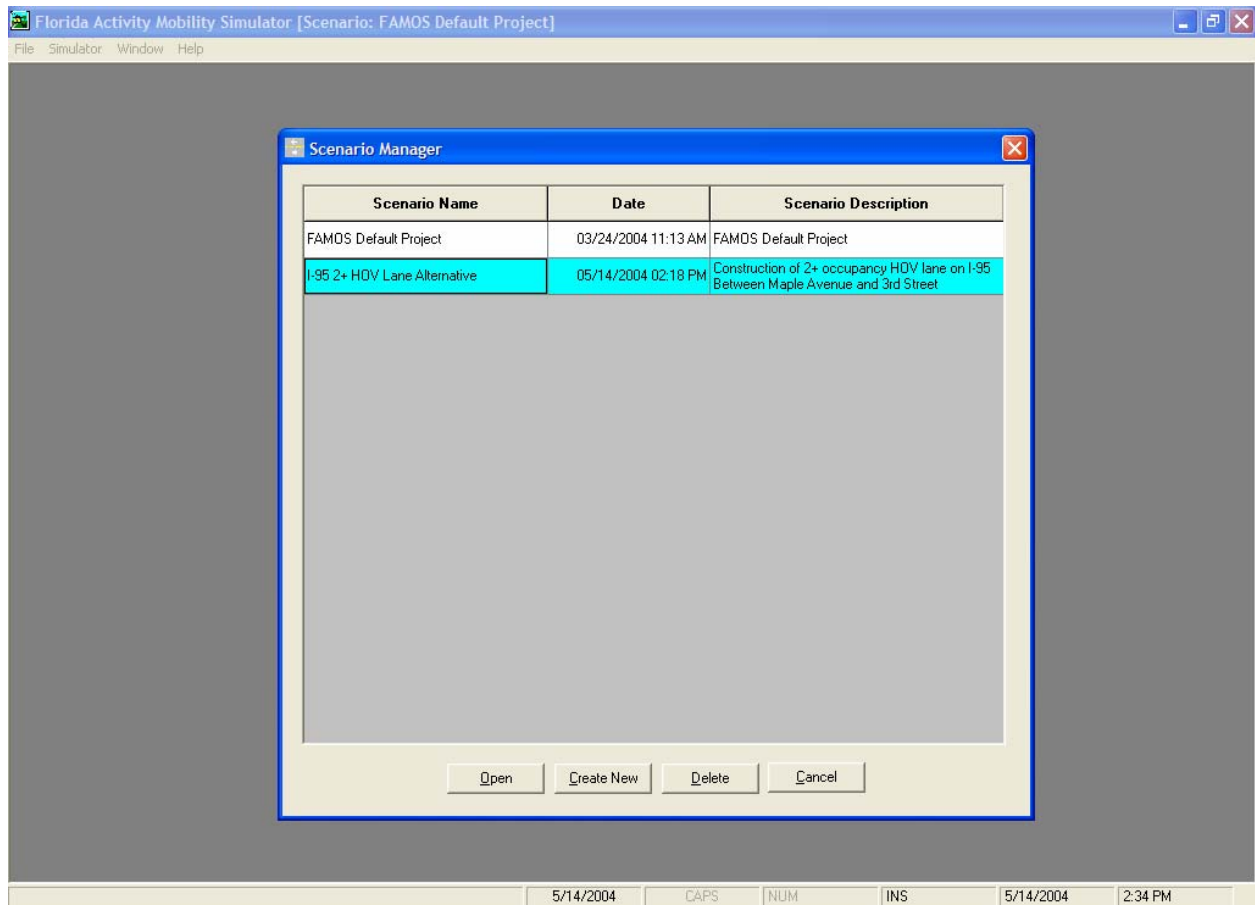 Florida Activity Mobility Simulator [Scenario: FAMOS Default Project]
File Simulator Window Help
Scenario Manager
Scenario Name Date Scenario Description
FAMOS Default Project 03/24/2004 11:13 AM FAMOS Default Project
I-95 2+ HOV Lane Alternative 05/14/2004 02:18 PM Construction of 2+ occupancy HOV lane on I-95
Between Maple Avenue and 3rd Street
Open Create New Delete Cancel
5/14/2004 CAPS NUM INS 5/14/2004 2:34 PM